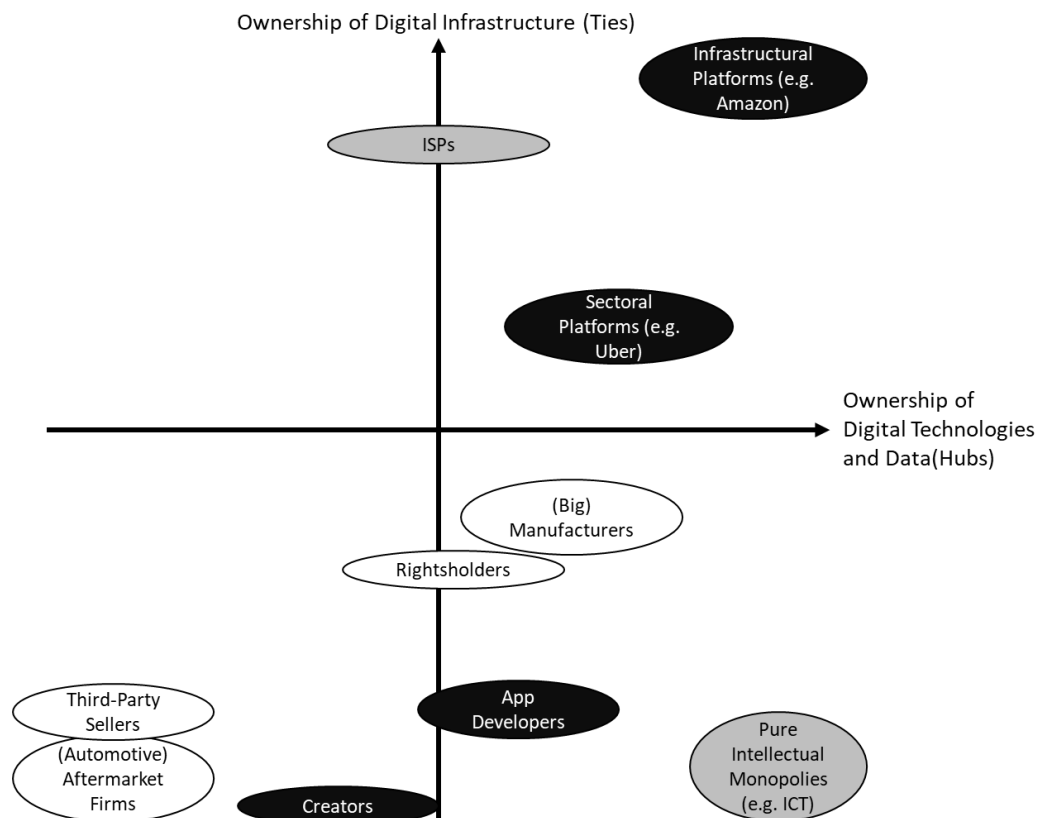 Ownership of Digital Infrastructure (Ties)
Infrastructural
Platforms (e.g.
Amazon)
ISPs
Sectoral
Platforms (e.g.
Uber)
Ownership of
Digital Technologies
and Data(Hubs)
(Big)
Manufacturers
Rightsholders
Third-Party
Sellers
App
Developers
(Automotive)
Aftermarket
Firms
Pure
Intellectual
Monopolies
(e.g. ICT)
Creators